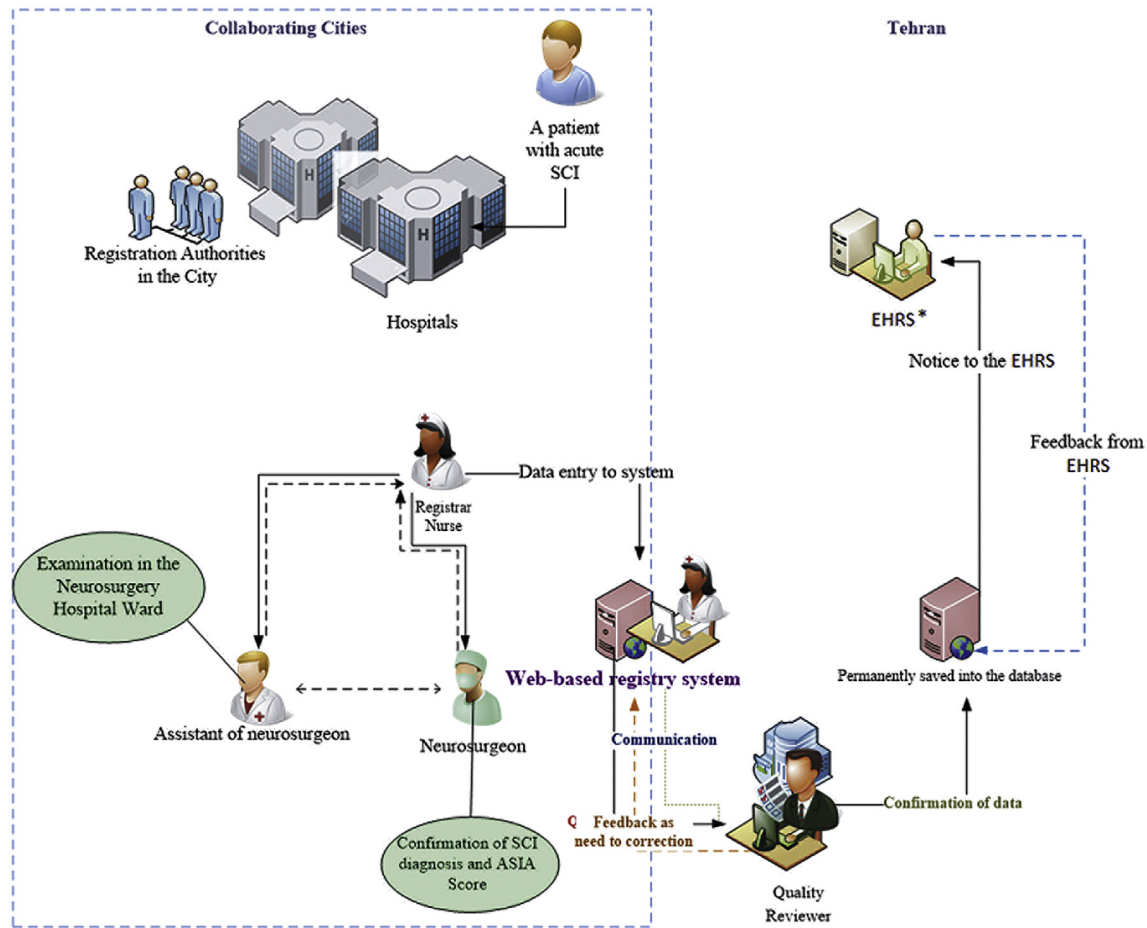 Collaborating Cities
Tehran
A patient
with acute
SCI
H
H
Registration Authorities
in the City
Hospitals
EHRS*
Notice to the EHRS
Feedback from
EHRS
Data entry to system
Registrar
Nurse
Examination in the
Neurosurgery
Hospital Ward
Web-based registry system
Permanently saved into the database
Assistant of neurosurgeon
Neurosurgeon
Communication
Confirmation of data
Q Feedback as
need to correction
Confirmation of SCI
diagnosis and ASIA
Score
Quality
Reviewer